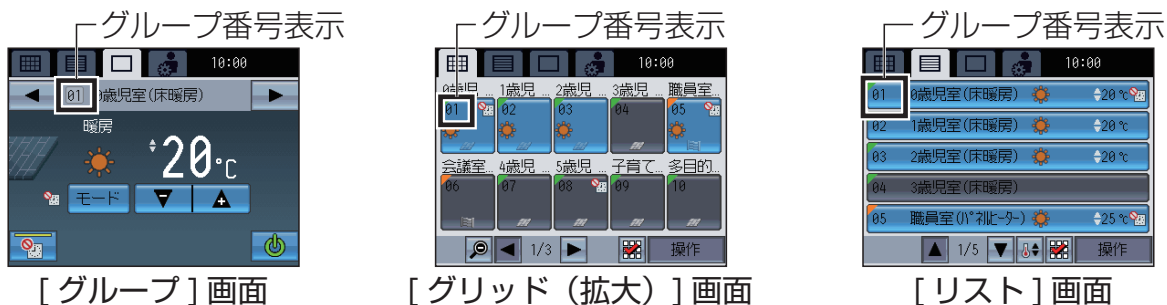 グループ番号表示
10:00
01 0歳児室(床暖房)
暖房
20℃
モード
[グループ]画面
グループ番号表示
10:00
0歳児 … 1歳児 … 2歳児 … 3歳児 … 職員室…
01 02 03 04 05
会議室… 4歳児 … 5歳児 … 子育て… 多目的…
06 07 08 09 10
1/3 操作
[グリッド（拡大）]画面
グループ番号表示
10:00
01 0歳児室(床暖房) 20℃
02 1歳児室(床暖房) 20℃
03 2歳児室(床暖房) 20℃
04 3歳児室(床暖房)
05 職員室(ﾊﾟﾈﾙﾋｰﾀｰ) 25℃
1/5 操作
[リスト]画面